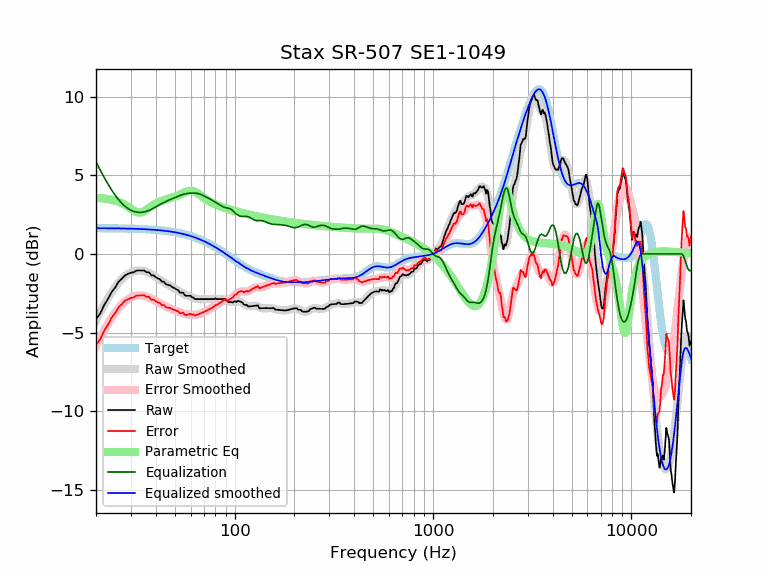 Stax SR-507 SE1-1049
Amplitude (dBr)
10
5
0
−5
−10
−15
Target
Raw Smoothed
Error Smoothed
Raw
Error
Parametric Eq
Equalization
Equalized smoothed
100
1000
10000
Frequency (Hz)